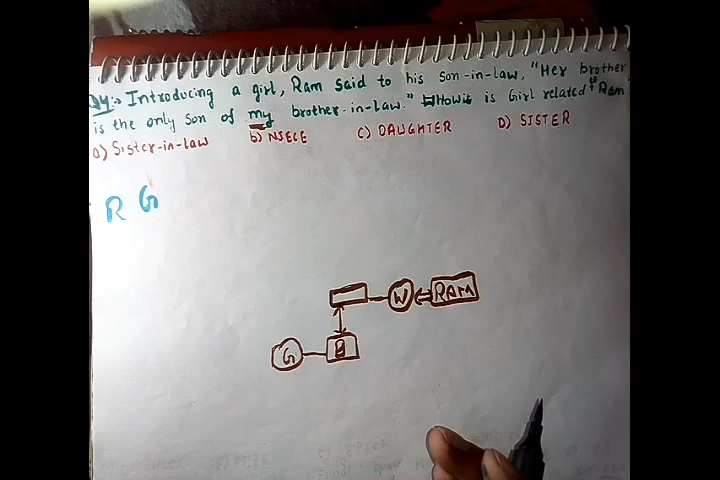 Q4:→ Introducing a girl, Ram said to his son-in-law, "Her brother
is the only son of my brother-in-law." How is Girl related to Ram
a) Sister-in-law b) NIECE C) DAUGHTER D) SISTER
R G
W RAM
G B